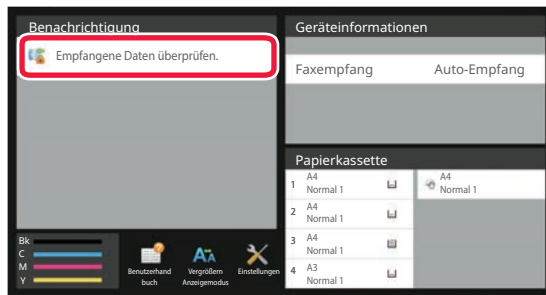 Benachrichtigung
Empfangene Daten überprüfen.
Geräteinformationen
Faxempfang Auto-Empfang
Papierkassette
1 A4
Normal 1
A4
Normal 1
2 A4
Normal 1
3 A4
Normal 1
4 A3
Normal 1
Bk
C
M
Y
Benutzerhand
buch
Vergrößern
Anzeigemodus
Einstellungen